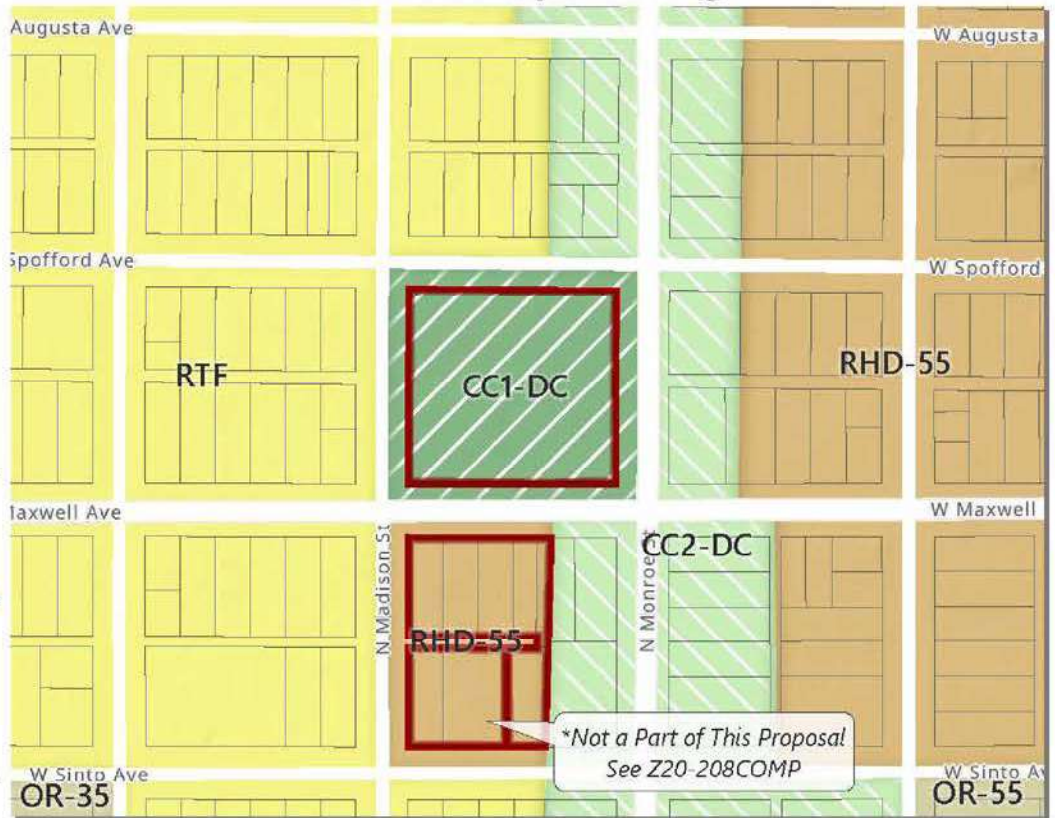 Augusta Ave
W Augusta
Spofford Ave
W Spofford
RTF
CC1-DC
RHD-55
Maxwell Ave
W Maxwell
N Madison St
N Monroe St
CC2-DC
RHD-55
*Not a Part of This Proposal
See Z20-208COMP
W Sinto Ave
W Sinto Av
OR-35
OR-55